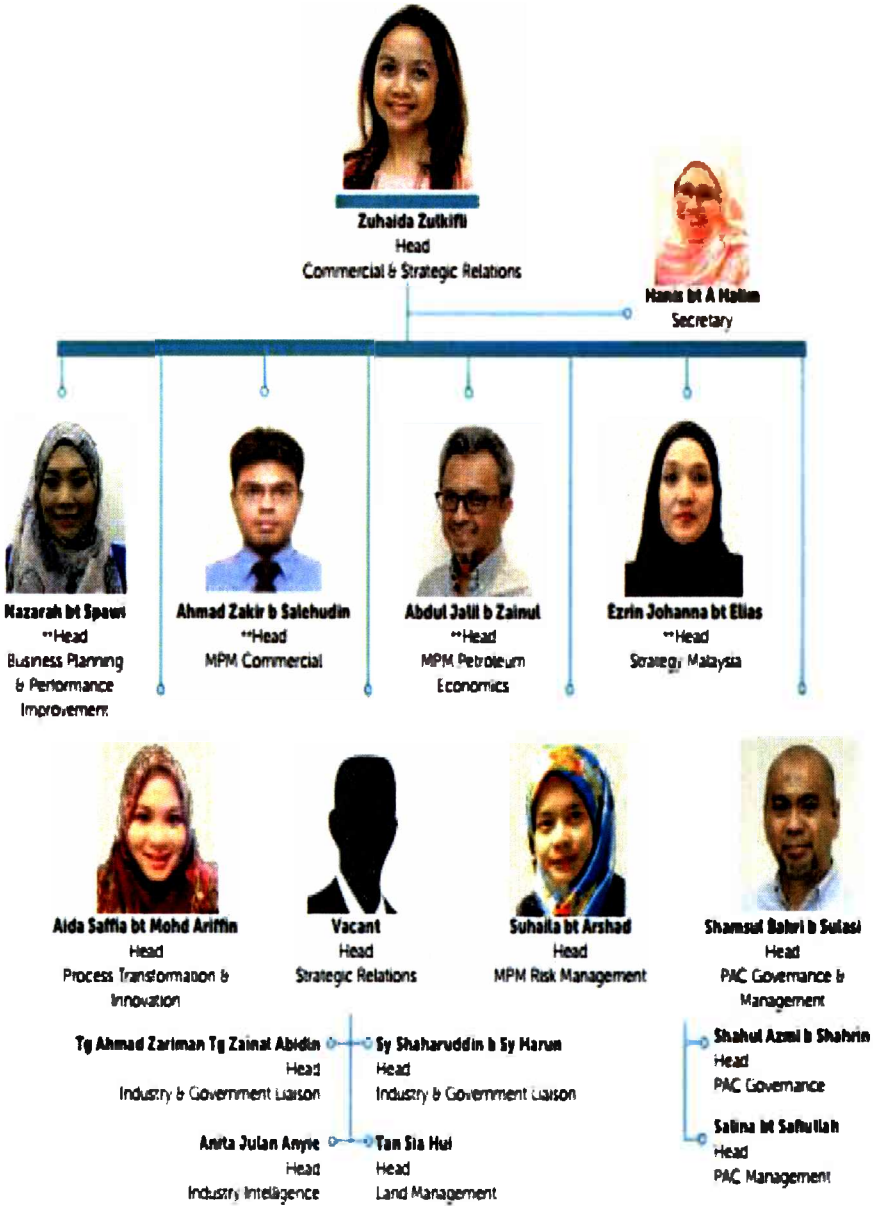 Zuhaida Zulkifli
Head
Commercial & Strategic Relations
Hanis bt A Halim
Secretary
Nazarah bt Spawi
**Head
Business Planning
& Performance
Improvement
Ahmad Zakir b Salehudin
**Head
MPM Commercial
Abdul Jalil b Zainul
**Head
MPM Petroleum
Economics
Ezrin Johanna bt Elias
**Head
Strategy Malaysia
Aida Saffia bt Mohd Ariffin
Head
Process Transformation &
Innovation
Vacant
Head
Strategic Relations
Suhaila bt Arshad
Head
MPM Risk Management
Shamsul Bahri b Sulasi
Head
PAC Governance &
Management
Tg Ahmad Zariman Tg Zainal Abidin
Head
Industry & Government Liaison
Sy Shaharuddin b Sy Harun
Head
Industry & Government Liaison
Anita Julan Anyie
Head
Industry Intelligence
Tan Sia Hui
Head
Land Management
Shahul Azmi b Shahrin
Head
PAC Governance
Salina bt Saifullah
Head
PAC Management